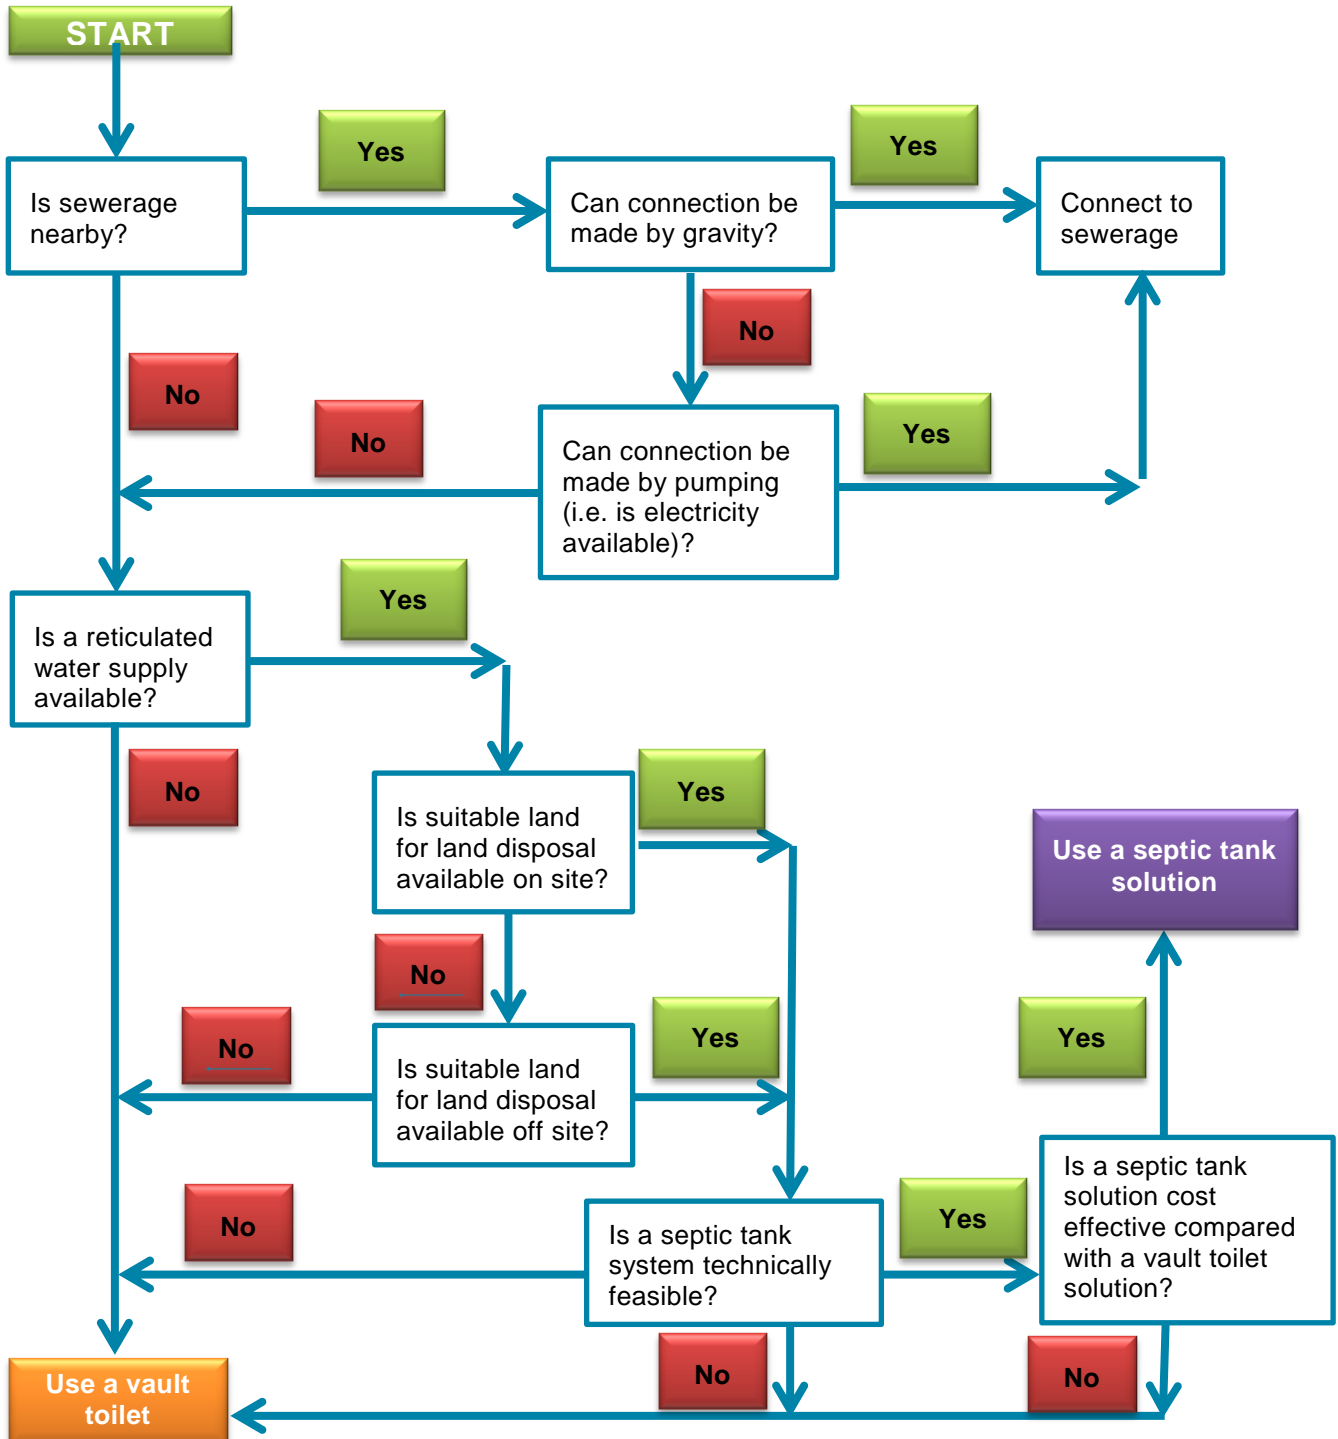 START
Yes
Yes
Is sewerage
nearby?
Can connection be
made by gravity?
Connect to
sewerage
No
No
No
Yes
Can connection be
made by pumping
(i.e. is electricity
available)?
Yes
Is a reticulated
water supply
available?
No
Yes
Is suitable land
for land disposal
available on site?
Use a septic tank
solution
No
No
Yes
Yes
Is suitable land
for land disposal
available off site?
Is a septic tank
solution cost
effective compared
with a vault toilet
solution?
No
Yes
Is a septic tank
system technically
feasible?
No
No
Use a vault
toilet